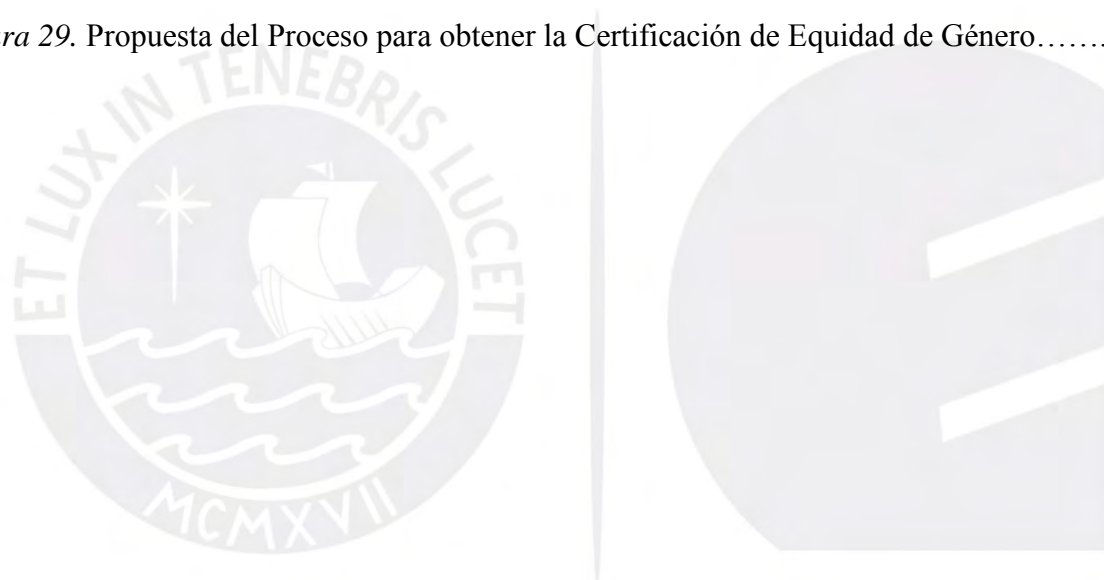 ra 29. Propuesta del Proceso para obtener la Certificación de Equidad de Género…….
ET LUX IN TENEBRIS LUCET
MCMXVII